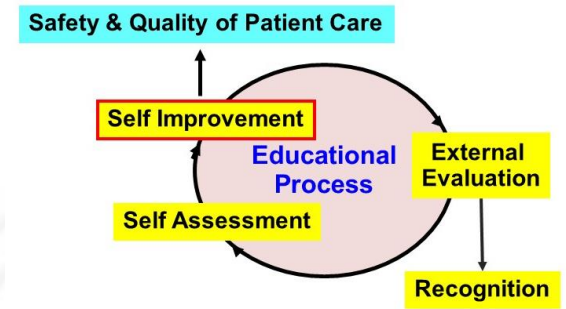 Safety & Quality of Patient Care
Self Improvement
Educational
Process
External
Evaluation
Self Assessment
Recognition